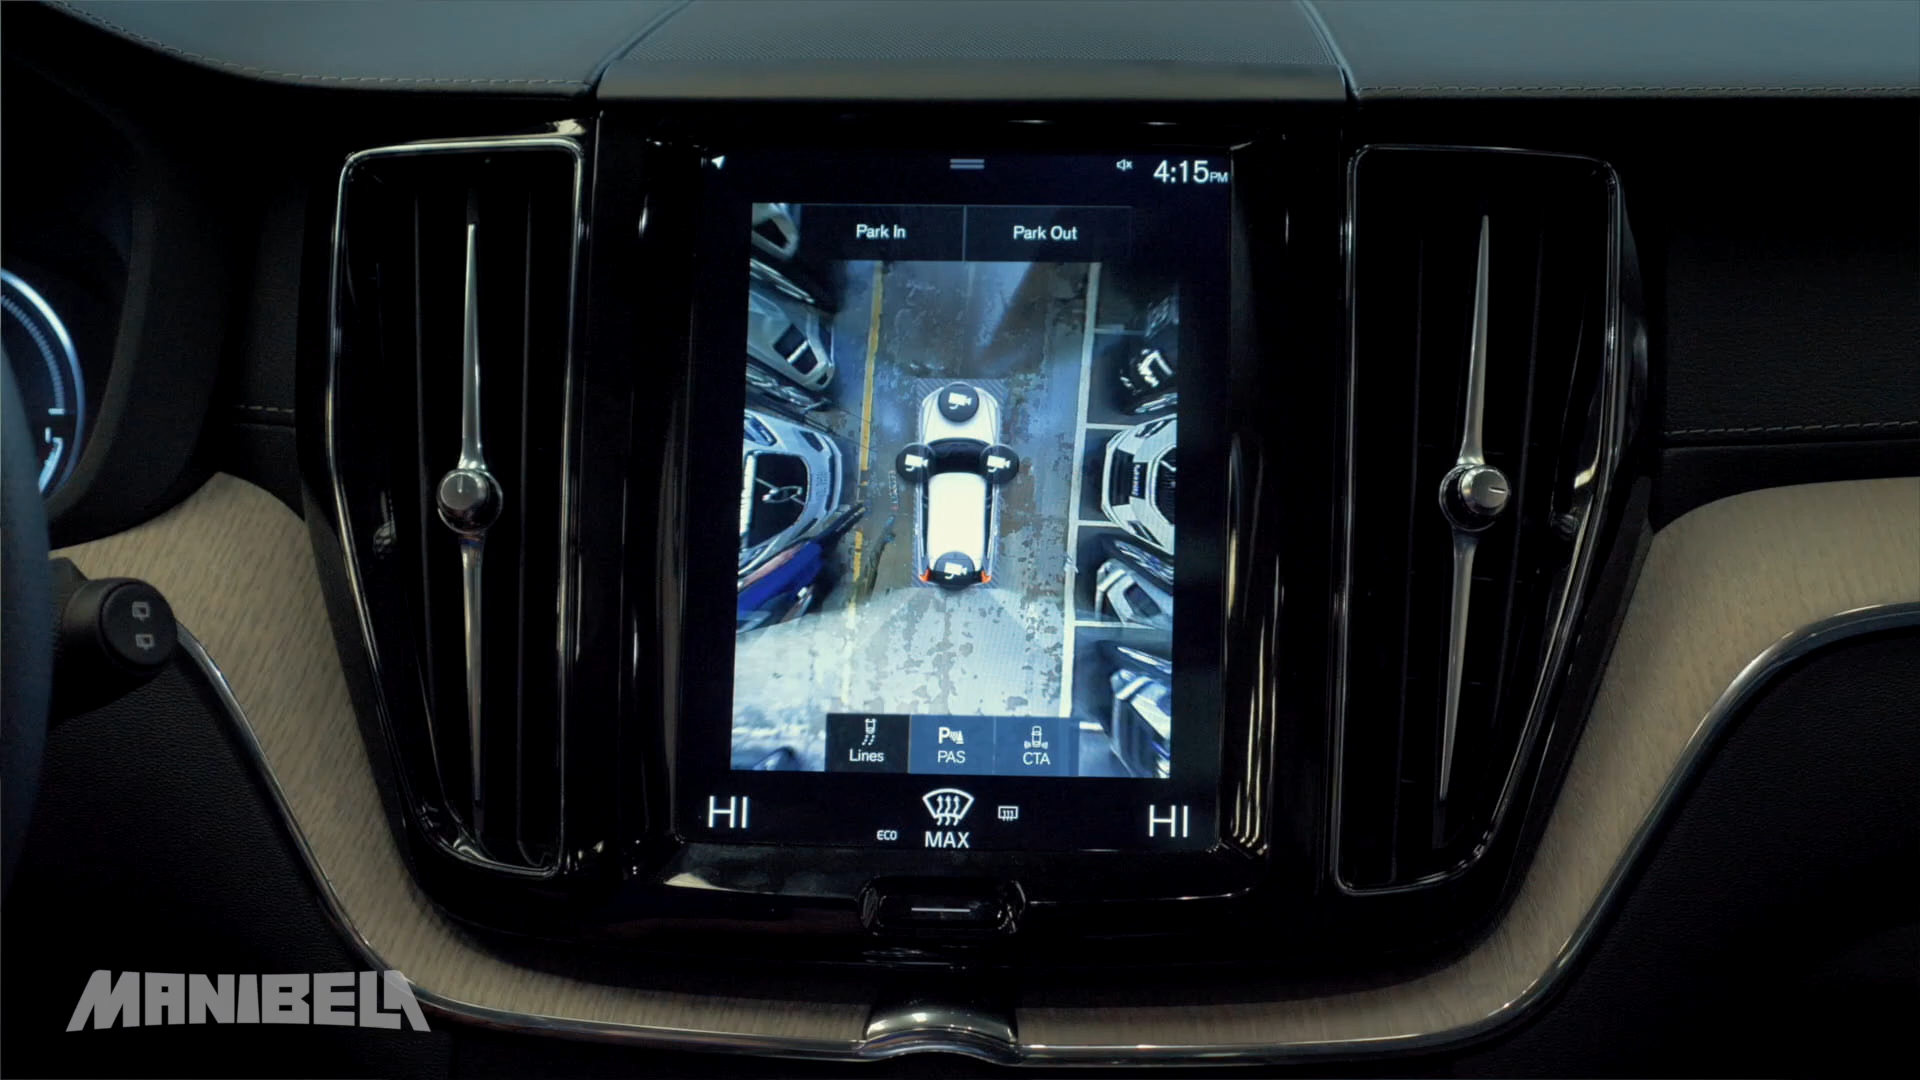 4:15PM
Park In
Park Out
Lines
PAS
CTA
HI
ECO
MAX
HI
MANIBELA